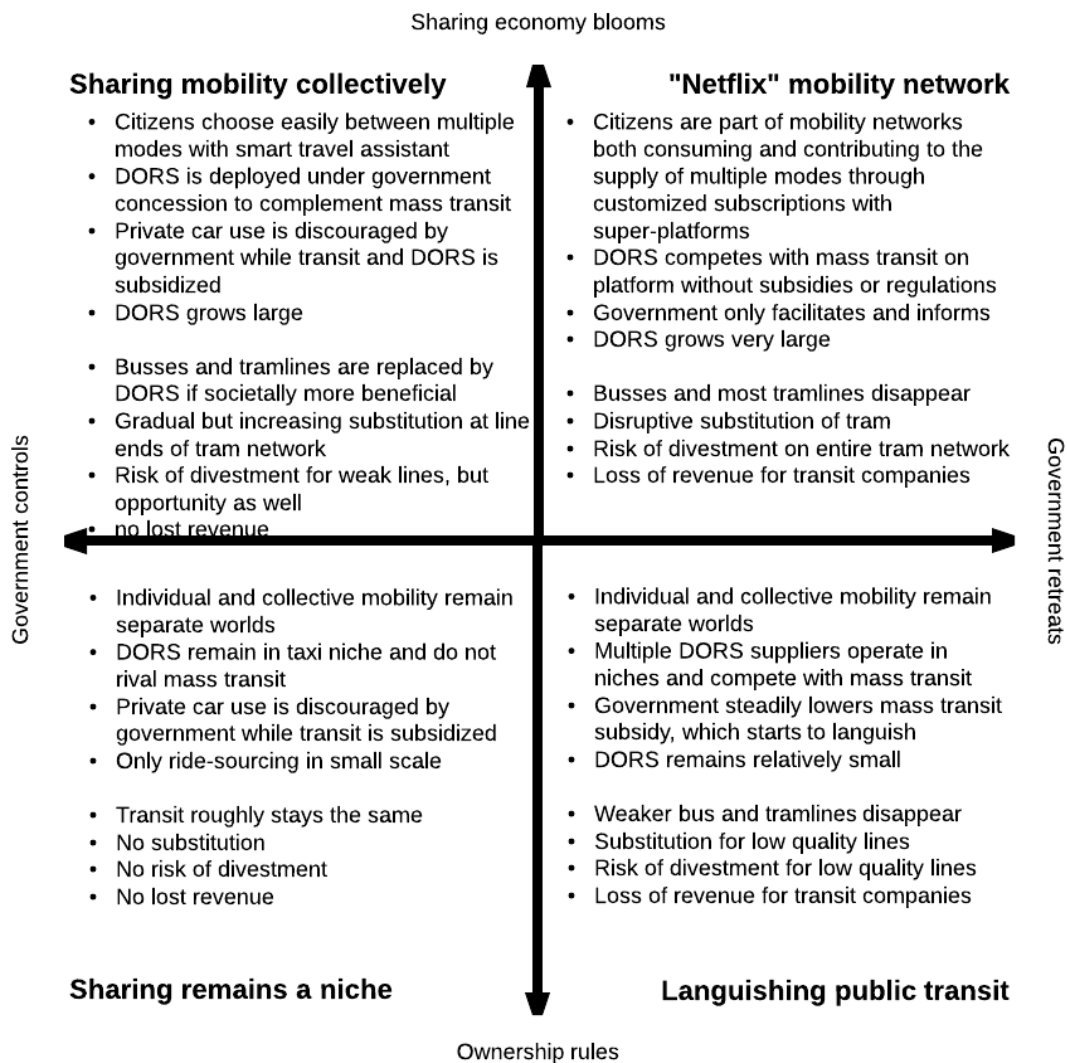 Sharing economy blooms
Sharing mobility collectively
• Citizens choose easily between multiple
modes with smart travel assistant
• DORS is deployed under government
concession to complement mass transit
• Private car use is discouraged by
government while transit and DORS is
subsidized
• DORS grows large
• Busses and tramlines are replaced by
DORS if societally more beneficial
• Gradual but increasing substitution at line
ends of tram network
• Risk of divestment for weak lines, but
opportunity as well
• no lost revenue
"Netflix" mobility network
• Citizens are part of mobility networks
both consuming and contributing to the
supply of multiple modes through
customized subscriptions with
super-platforms
• DORS competes with mass transit on
platform without subsidies or regulations
• Government only facilitates and informs
• DORS grows very large
• Busses and most tramlines disappear
• Disruptive substitution of tram
• Risk of divestment on entire tram network
• Loss of revenue for transit companies
Government controls
Government retreats
• Individual and collective mobility remain
separate worlds
• DORS remain in taxi niche and do not
rival mass transit
• Private car use is discouraged by
government while transit is subsidized
• Only ride-sourcing in small scale
• Transit roughly stays the same
• No substitution
• No risk of divestment
• No lost revenue
Sharing remains a niche
• Individual and collective mobility remain
separate worlds
• Multiple DORS suppliers operate in
niches and compete with mass transit
• Government steadily lowers mass transit
subsidy, which starts to languish
• DORS remains relatively small
• Weaker bus and tramlines disappear
• Substitution for low quality lines
• Risk of divestment for low quality lines
• Loss of revenue for transit companies
Languishing public transit
Ownership rules